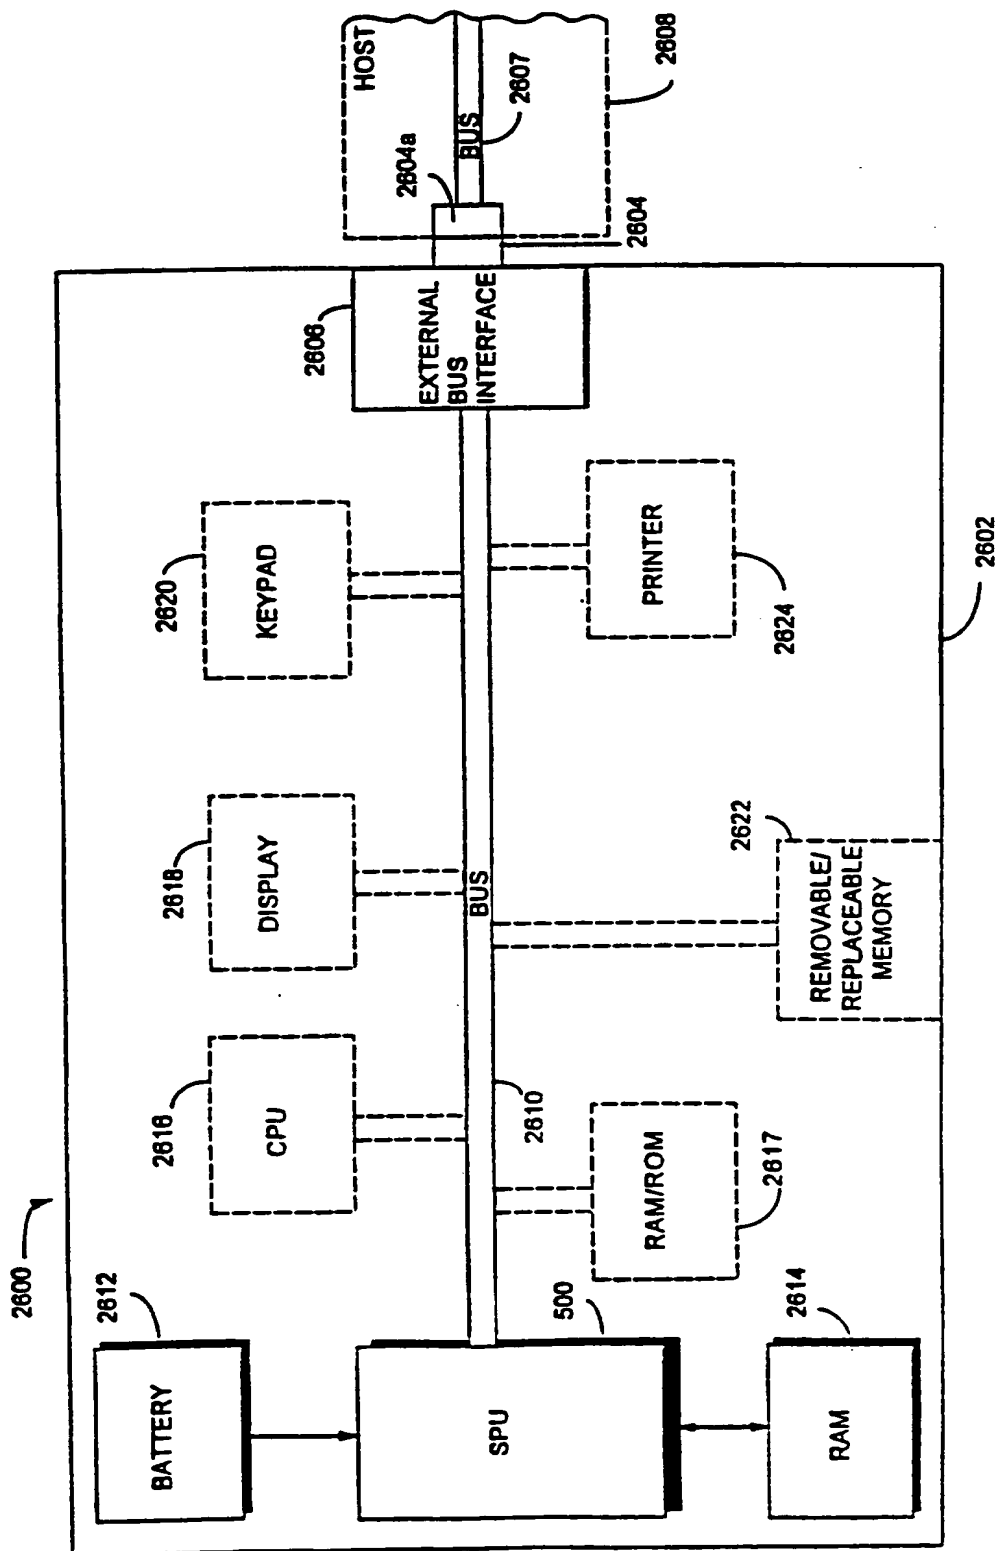 2600
BATTERY
2612
SPU
500
RAM
2614
CPU
2616
DISPLAY
2618
KEYPAD
2620
BUS
2610
RAM/ROM
2617
REMOVABLE/
REPLACEABLE
MEMORY
2622
PRINTER
2624
EXTERNAL
BUS
INTERFACE
2606
HOST
2604a
BUS
2607
2604
2608
2602